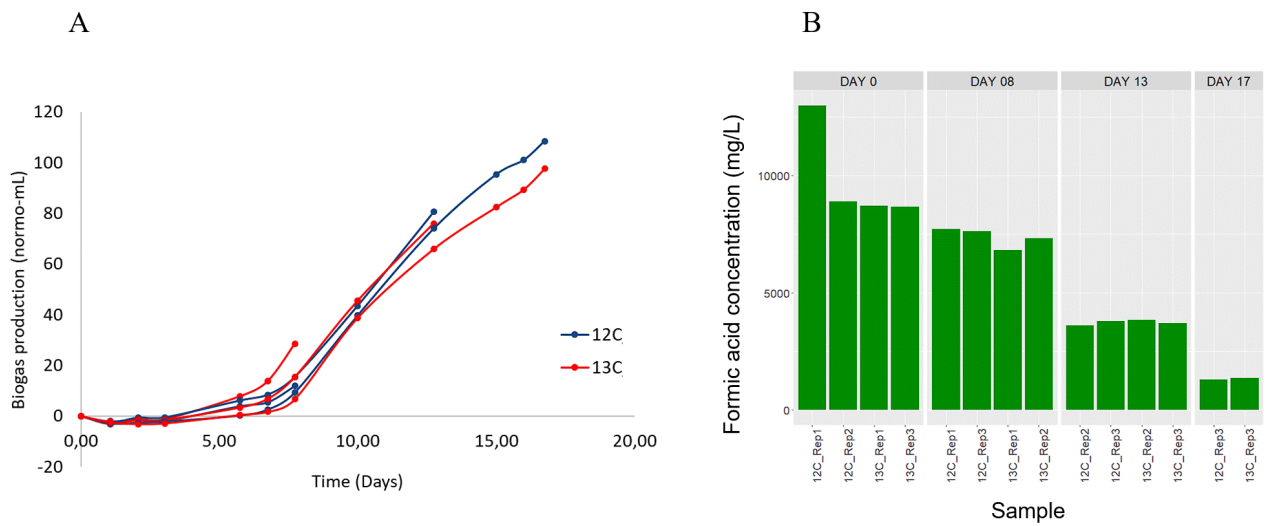 A
B
120
100
80
60
40
20
0
-20
0,00
5,00
10,00
15,00
20,00
Biogas production (normo-mL)
Time (Days)
12C
13C
DAY 0
DAY 08
DAY 13
DAY 17
Formic acid concentration (mg/L)
10000
5000
0
12C_Rep1
12C_Rep2
13C_Rep1
13C_Rep3
12C_Rep1
12C_Rep3
13C_Rep1
13C_Rep2
12C_Rep2
12C_Rep3
13C_Rep2
13C_Rep3
12C_Rep3
13C_Rep3
Sample